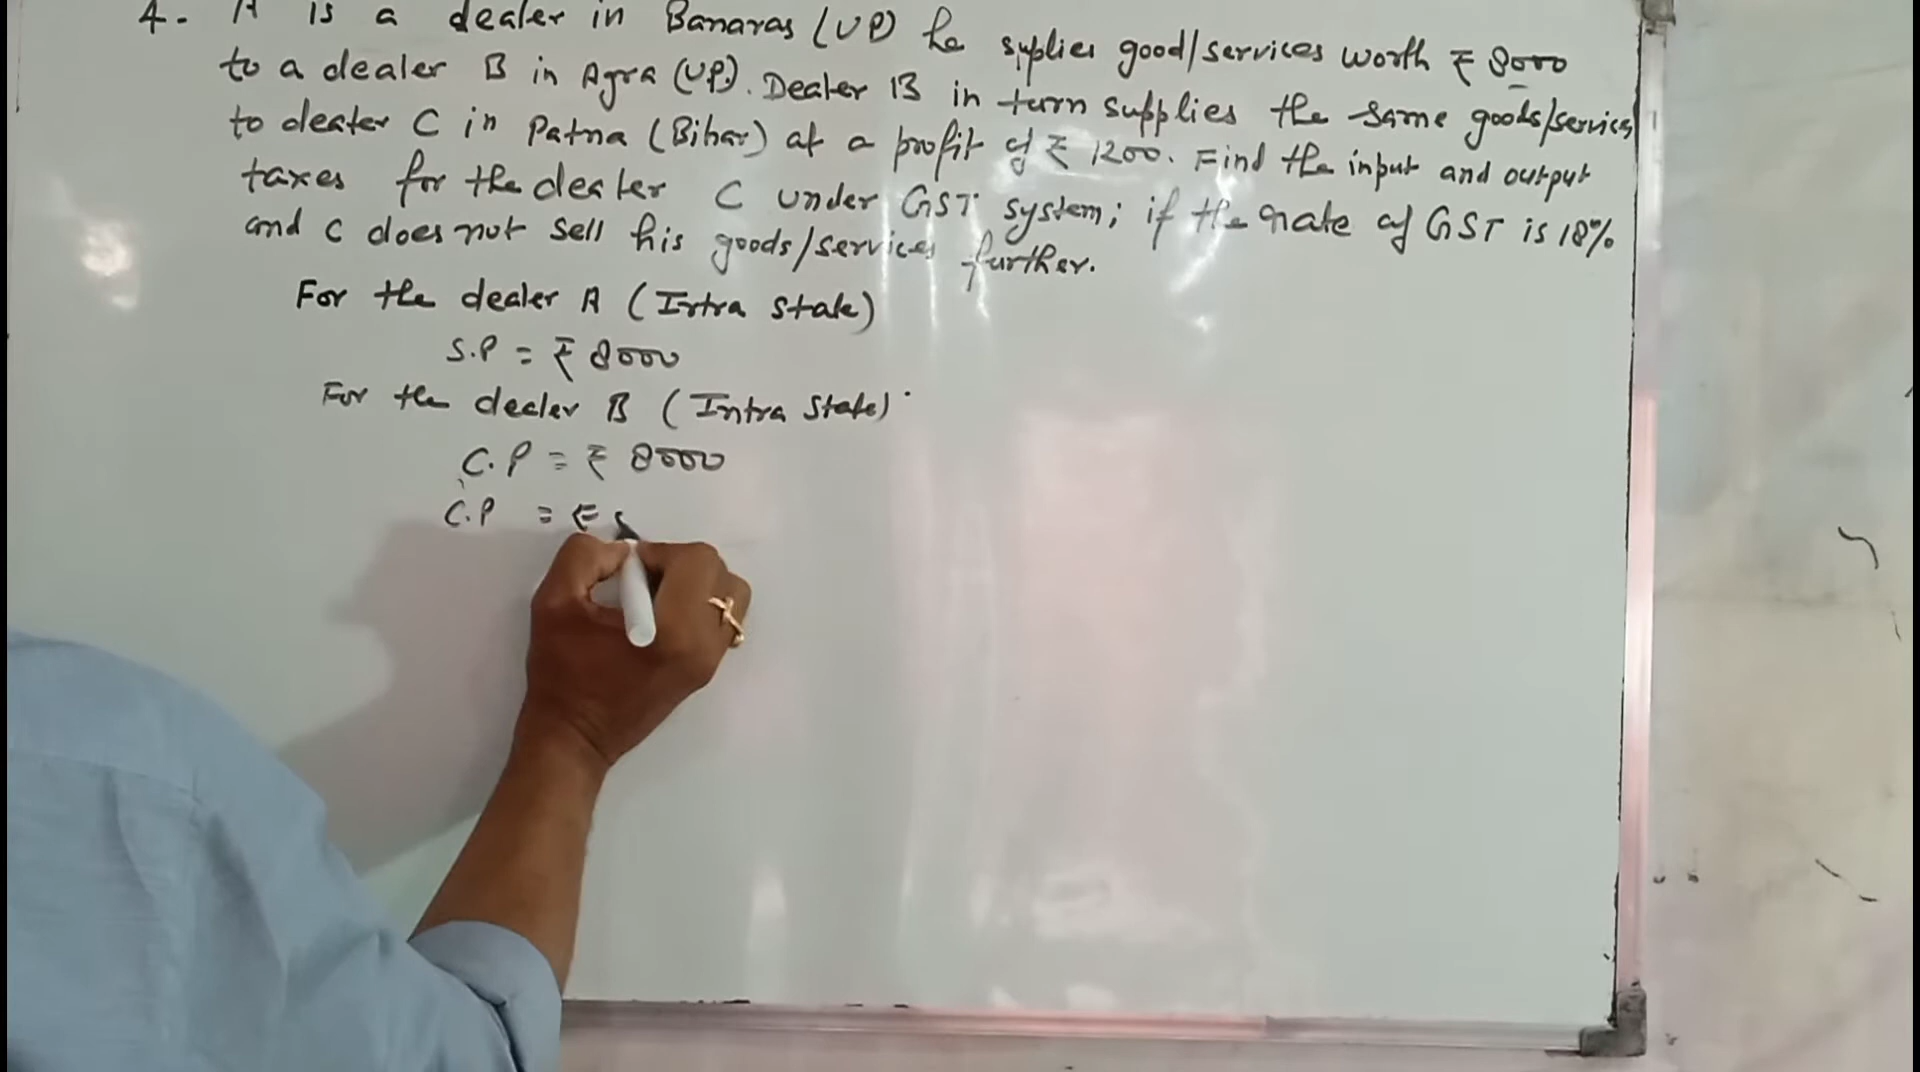 4. A is a dealer in Banaras (UP) he supplies good/services worth ₹ 8000
to a dealer B in Agra (UP). Dealer B in turn supplies the same goods/services
to dealer C in Patna (Bihar) at a profit of ₹ 1200. Find the input and output
taxes for the dealer C under GST system; if the rate of GST is 18%
and C does not sell his goods/services further.
For the dealer A (Intra State)
S.P = ₹ 8000
For the dealer B (Intra State)
C.P = ₹ 8000
C.P = ₹